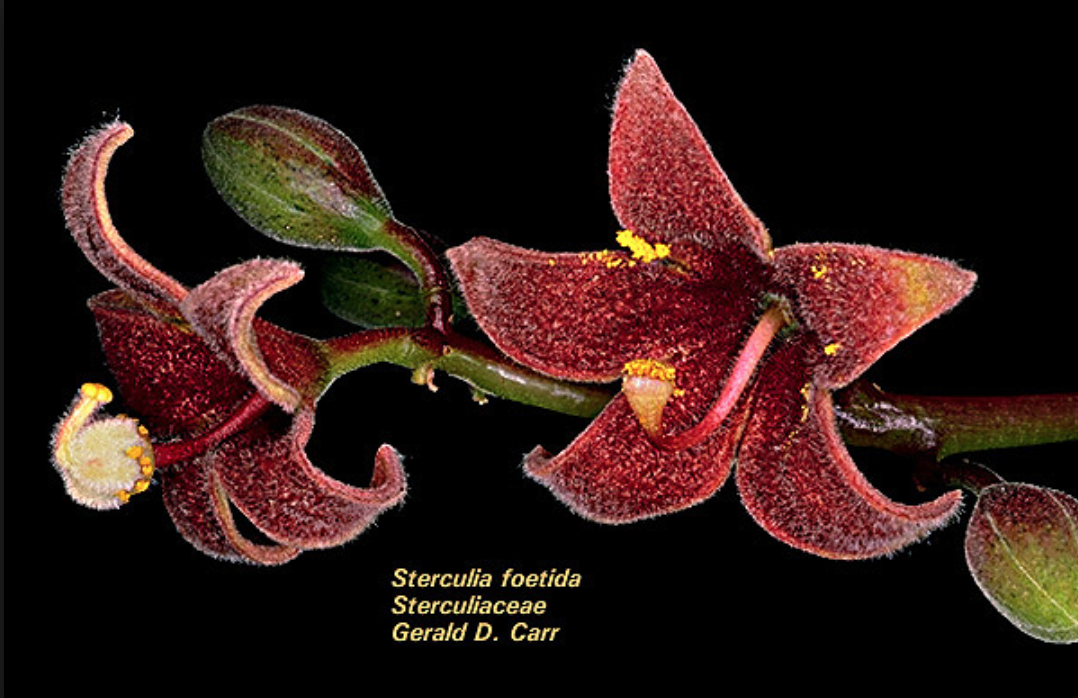 Sterculia foetida
Sterculiaceae
Gerald D. Carr